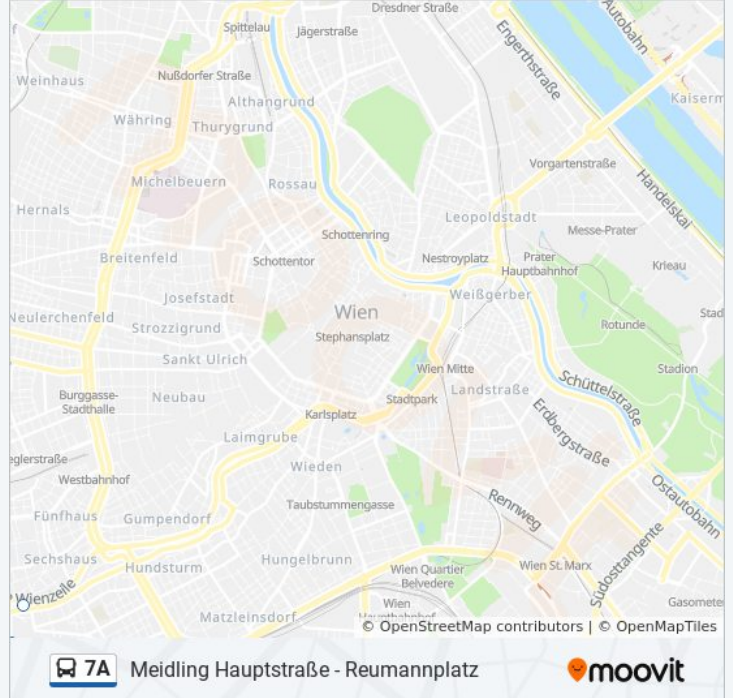 Dresdner Straße
Autobahn
Spittelau
Jägerstraße
Engerthstraße
Weinhaus
Nußdorfer Straße
Kaiserm
Althangrund
Währing
Thurygrund
Vorgartenstraße
Michelbeuern
Rossau
Handelskai
Hernals
Leopoldstadt
Messe-Prater
Schottenring
Breitenfeld
Schottentor
Nestroyplatz
Prater
Hauptbahnhof
Krieau
Josefstadt
Weißgerber
Neulerchenfeld
Wien
Stad
Strozzigrund
Rotunde
Stephansplatz
Sankt Ulrich
Wien Mitte
Stadion
Burggasse-
Stadthalle
Neubau
Landstraße
Schüttelstraße
Stadtpark
Karlsplatz
Erdbergstraße
Laimgrube
eglerstraße
Wieden
Westbahnhof
Ostautobahn
Taubstummengasse
Rennweg
Fünfhaus
Gumpendorf
Sechshaus
Hundsturm
Hungelbrunn
Wien Quartier
Belvedere
Wien St. Marx
Südosttangente
Wienzeile
Wien
Hauptbahnhof
Gasometer
Matzleinsdorf
© OpenStreetMap contributors | © OpenMapTiles
7A Meidling Hauptstraße - Reumannplatz
moovit